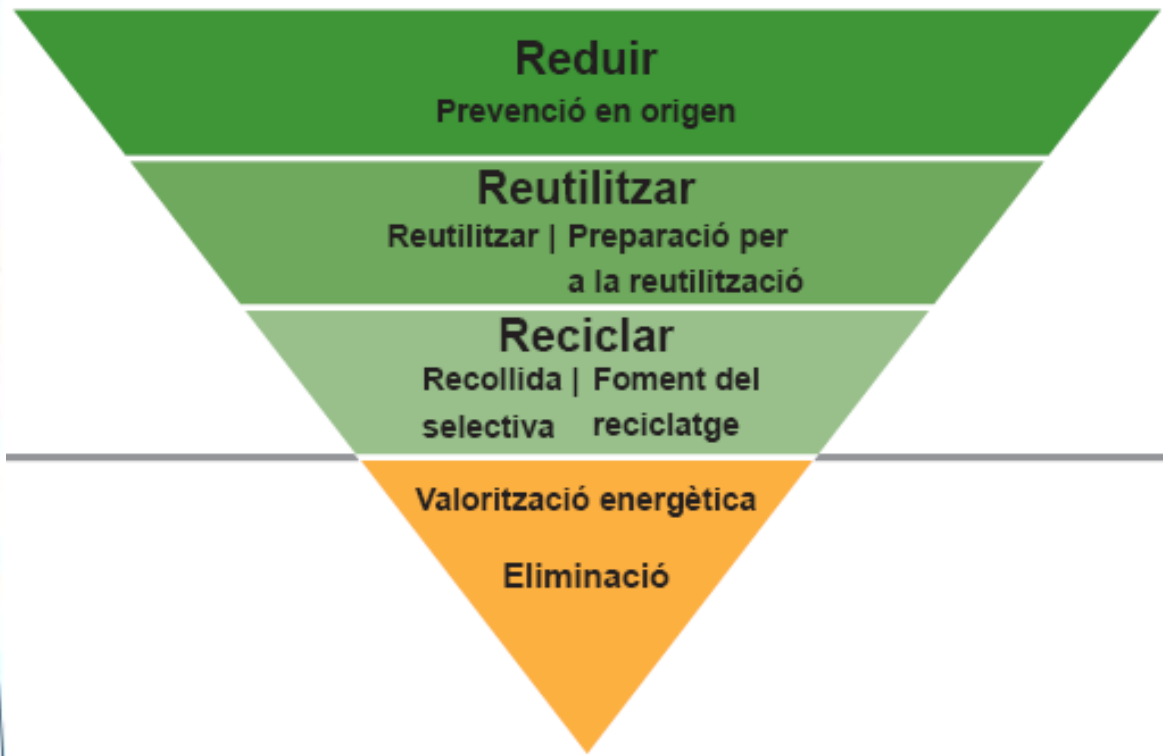 Reduir
Prevenció en origen
Reutilitzar
Reutilitzar | Preparació per
a la reutilització
Reciclar
Recollida | Foment del
selectiva reciclatge
Valorització energètica
Eliminació